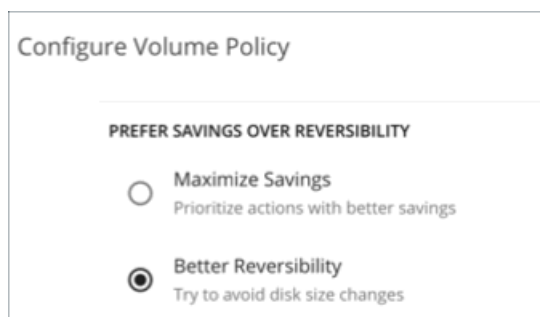 Configure Volume Policy
PREFER SAVINGS OVER REVERSIBILITY
Maximize Savings
Prioritize actions with better savings
Better Reversibility
Try to avoid disk size changes